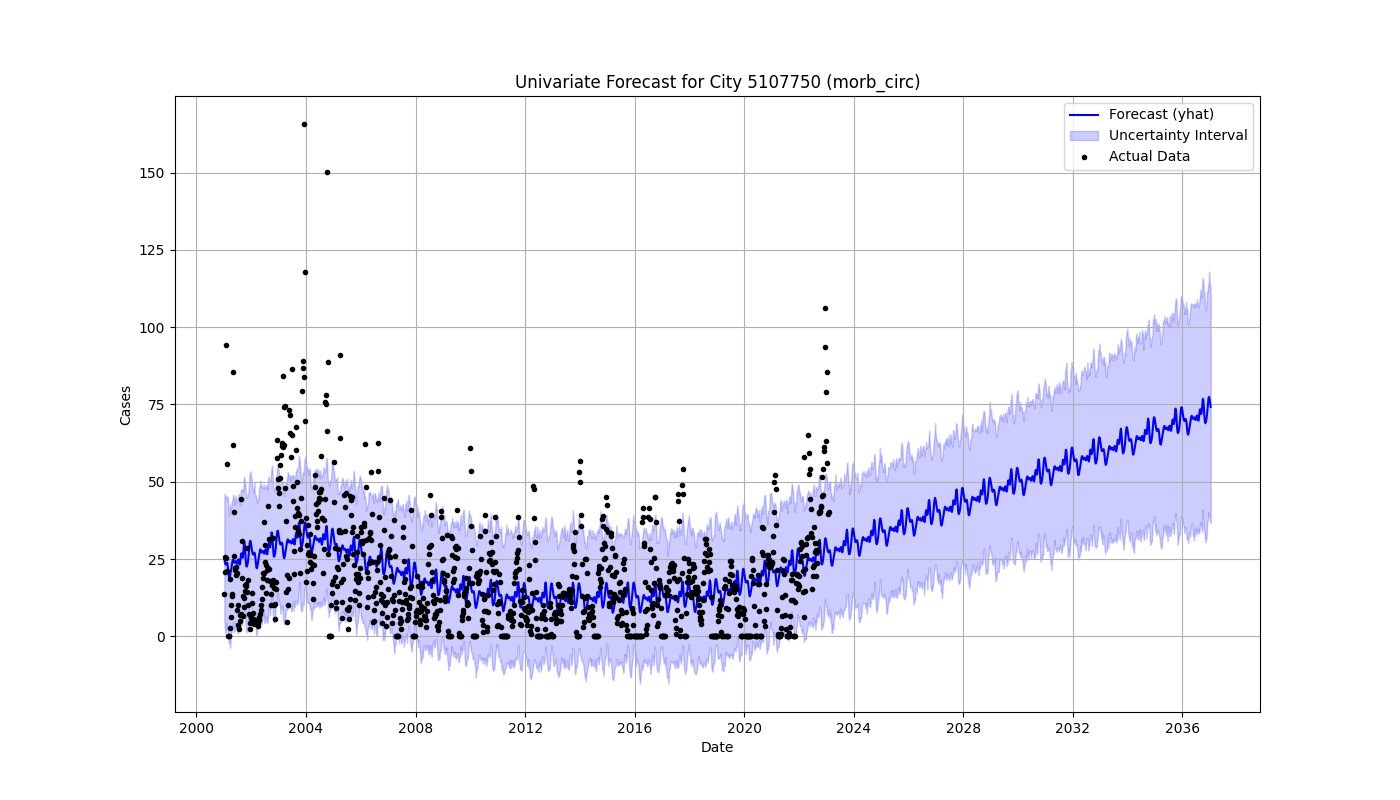 Univariate Forecast for City 5107750 (morb_circ)
Forecast (yhat)
Uncertainty Interval
Actual Data
150
125
100
75
50
25
0
Cases
2000 2004 2008 2012 2016 2020 2024 2028 2032 2036
Date